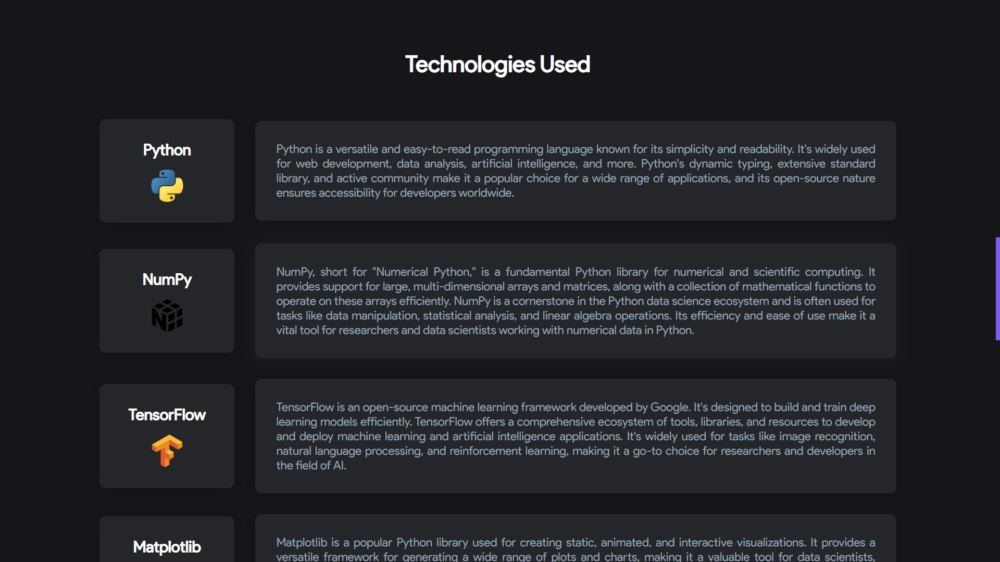 Technologies Used
Python
Python is a versatile and easy-to-read programming language known for its simplicity and readability. It's widely used
for web development, data analysis, artificial intelligence, and more. Python's dynamic typing, extensive standard
library, and active community make it a popular choice for a wide range of applications, and its open-source nature
ensures accessibility for developers worldwide.
NumPy
NumPy, short for "Numerical Python," is a fundamental Python library for numerical and scientific computing. It
provides support for large, multi-dimensional arrays and matrices, along with a collection of mathematical functions to
operate on these arrays efficiently. NumPy is a cornerstone in the Python data science ecosystem and is often used for
tasks like data manipulation, statistical analysis, and linear algebra operations. Its efficiency and ease of use make it a
vital tool for researchers and data scientists working with numerical data in Python.
TensorFlow
TensorFlow is an open-source machine learning framework developed by Google. It's designed to build and train deep
learning models efficiently. TensorFlow offers a comprehensive ecosystem of tools, libraries, and resources to develop
and deploy machine learning and artificial intelligence applications. It's widely used for tasks like image recognition,
natural language processing, and reinforcement learning, making it a go-to choice for researchers and developers in
the field of AI.
Matplotlib
Matplotlib is a popular Python library used for creating static, animated, and interactive visualizations. It provides a
versatile framework for generating a wide range of plots and charts, making it a valuable tool for data scientists,